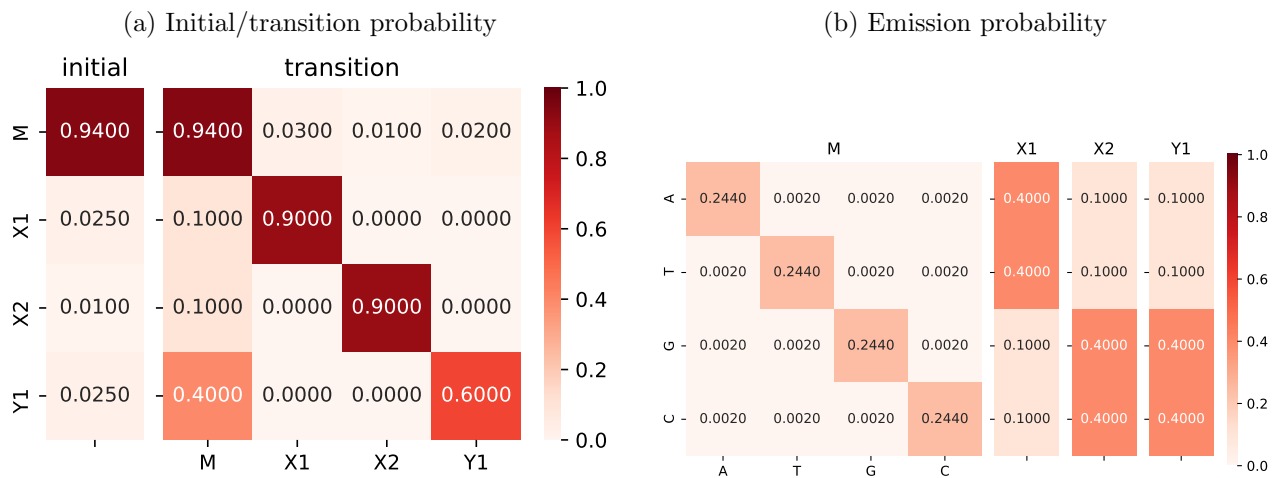 (a) Initial/transition probability
initial transition
M 0.9400 0.9400 0.0300 0.0100 0.0200
X1 0.0250 0.1000 0.9000 0.0000 0.0000
X2 0.0100 0.1000 0.0000 0.9000 0.0000
Y1 0.0250 0.4000 0.0000 0.0000 0.6000
M X1 X2 Y1
1.0
0.8
0.6
0.4
0.2
0.0
(b) Emission probability
M X1 X2 Y1
A 0.2440 0.0020 0.0020 0.0020 0.4000 0.1000 0.1000
T 0.0020 0.2440 0.0020 0.0020 0.4000 0.1000 0.1000
G 0.0020 0.0020 0.2440 0.0020 0.1000 0.4000 0.4000
C 0.0020 0.0020 0.0020 0.2440 0.1000 0.4000 0.4000
A T G C
1.0
0.8
0.6
0.4
0.2
0.0